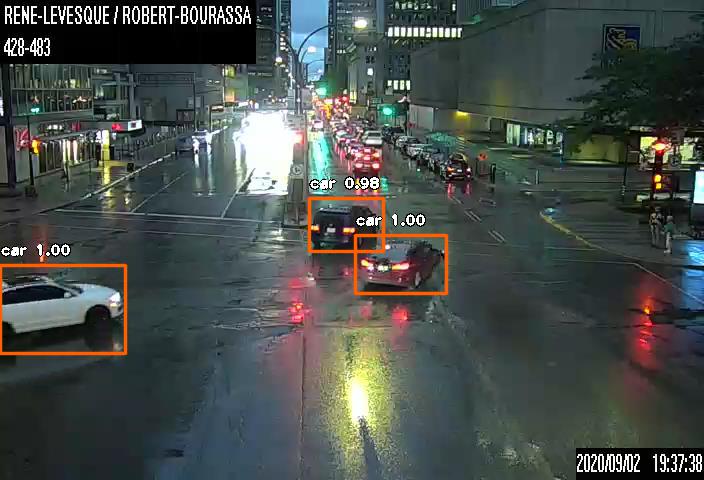 RENE-LEVESQUE / ROBERT-BOURASSA
428-483
car 0.98
car 1.00
car 1.00
2020/09/02 19:37:38